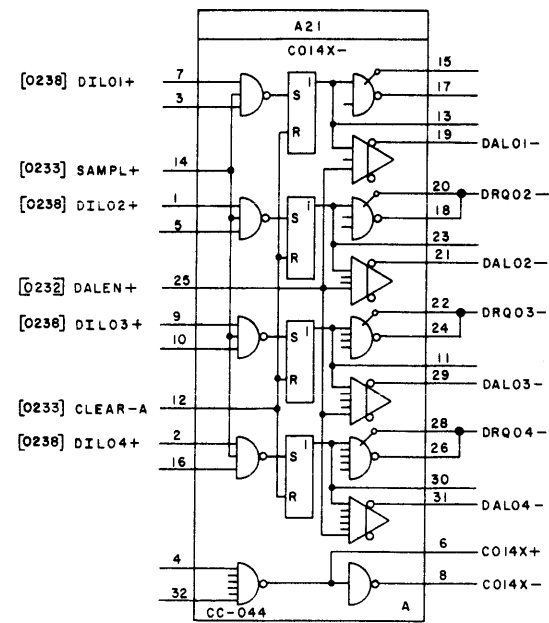 A21
C014X-
[0238] DIL01+ 7 S 1 15
3 17
R 13
19 DAL01-
[0233] SAMPL+ 14
[0238] DIL02+ 1 S 1 20 DRQ02-
5 18
R 23
21 DAL02-
[0232] DALEN+ 25
[0238] DIL03+ 9 S 1 22 DRQ03-
10 24
R 11
29 DAL03-
[0233] CLEAR-A 12
[0238] DIL04+ 2 S 1 28 DRQ04-
16 26
R 30
31 DAL04-
4 6 C014X+
32 8 C014X-
CC-044 A